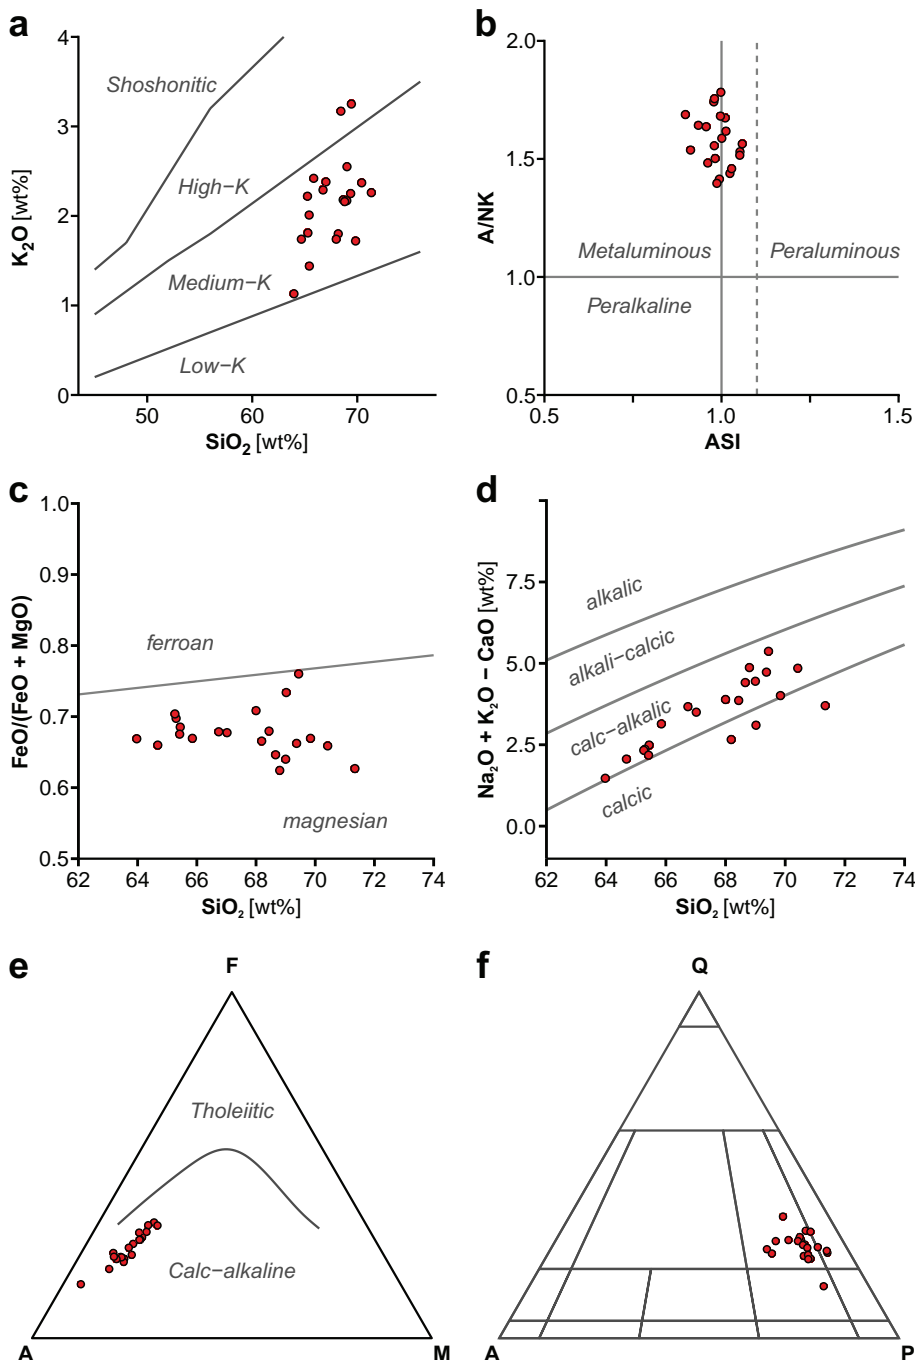 a
4
3
2
1
0
K₂O [wt%]
Shoshonitic
High−K
Medium−K
Low−K
50 60 70
SiO₂ [wt%]
b
2.0
1.5
1.0
0.5
A/NK
Metaluminous
Peraluminous
Peralkaline
0.5 1.0 1.5
ASI
c
1.0
0.9
0.8
0.7
0.6
0.5
FeO/(FeO + MgO)
ferroan
magnesian
62 64 66 68 70 72 74
SiO₂ [wt%]
d
7.5
5.0
2.5
0.0
Na₂O + K₂O − CaO [wt%]
alkalic
alkali−calcic
calc−alkalic
calcic
62 64 66 68 70 72 74
SiO₂ [wt%]
e
F
Tholeiitic
Calc−alkaline
A M
f
Q
A P